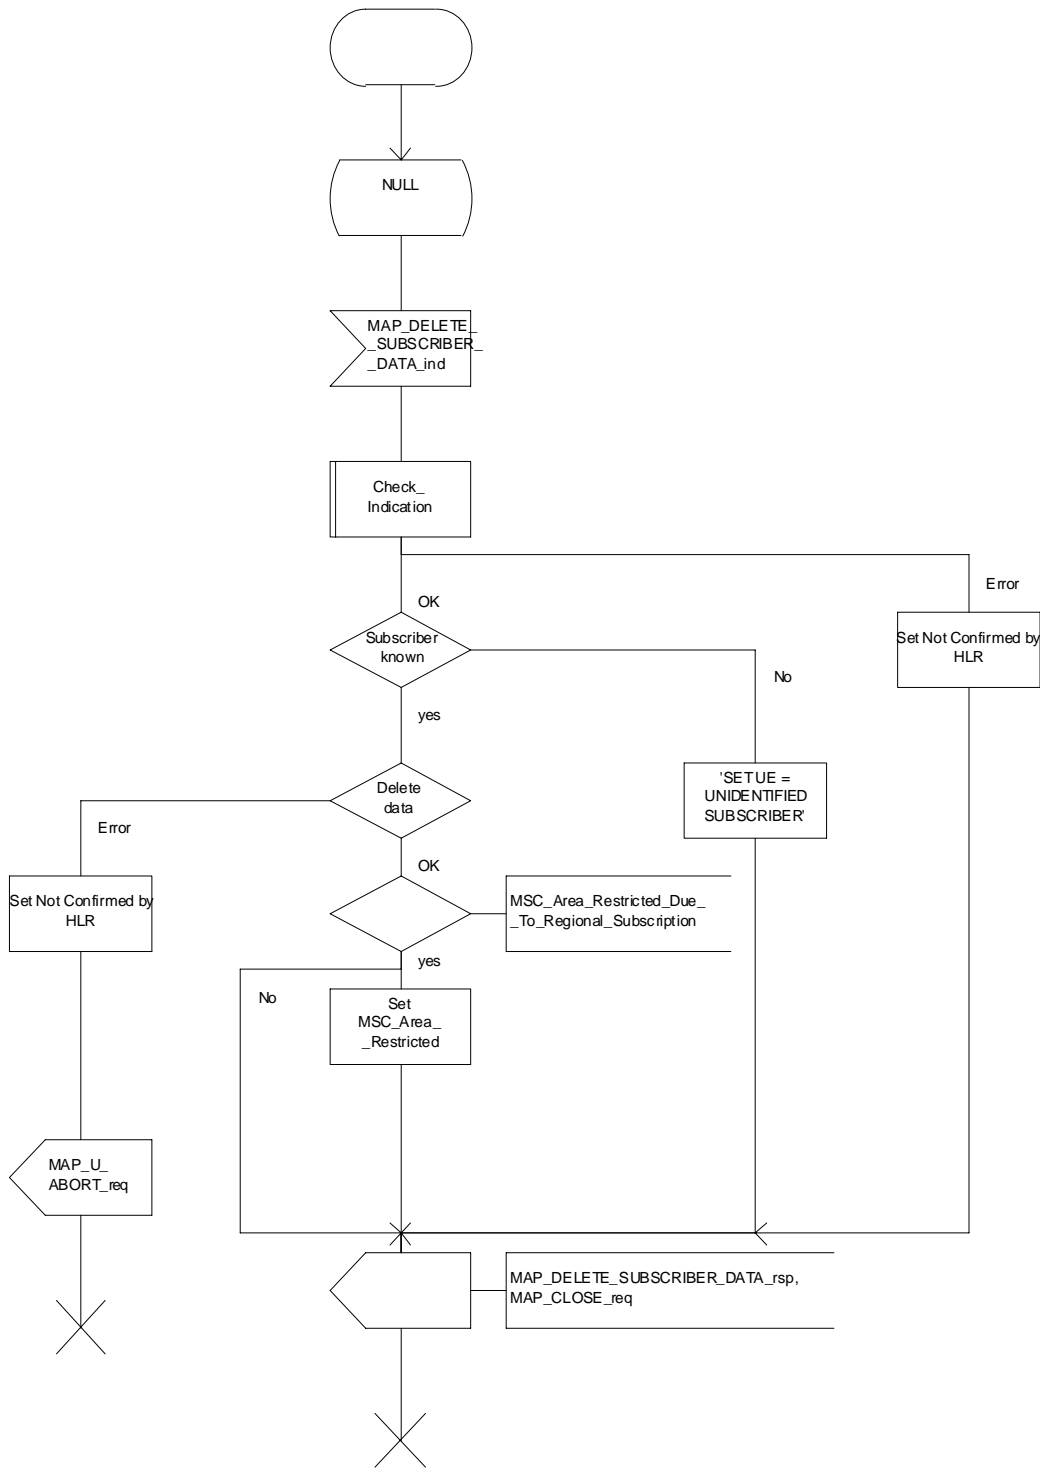 NULL
MAP_DELETE_
_SUBSCRIBER_
_DATA_ind
Check_
Indication
Error
OK
Subscriber
known
Set Not Confirmed by
HLR
No
yes
Delete
data
'SET UE =
UNIDENTIFIED
SUBSCRIBER'
Error
OK
Set Not Confirmed by
HLR
MSC_Area_Restricted_Due_
_To_Regional_Subscription
yes
No
Set
MSC_Area_
_Restricted
MAP_U_
ABORT_req
MAP_DELETE_SUBSCRIBER_DATA_rsp,
MAP_CLOSE_req